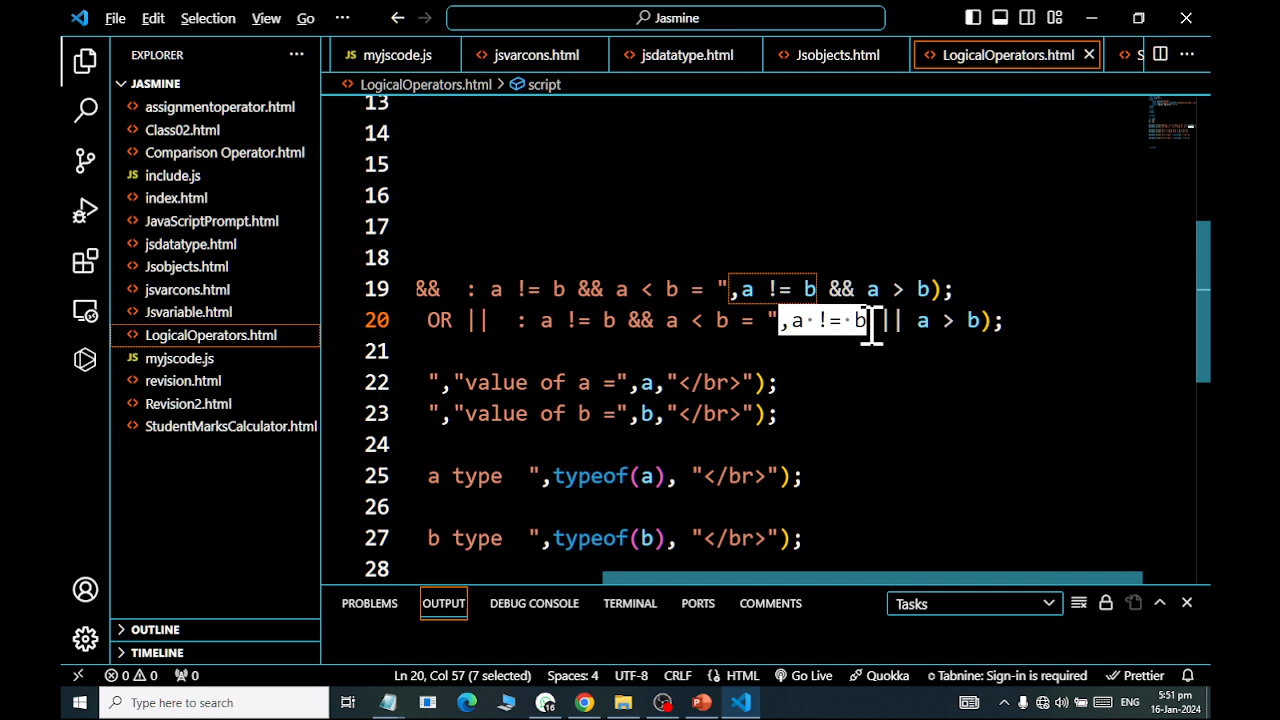 File Edit Selection View Go ··· Jasmine
EXPLORER ···
myjscode.js jsvarcons.html jsdatatype.html Jsobjects.html LogicalOperators.html S ···
JASMINE
LogicalOperators.html > script
assignmentoperator.html
Class02.html
Comparison Operator.html
include.js
index.html
JavaScriptPrompt.html
jsdatatype.html
Jsobjects.html
jsvarcons.html
Jsvariable.html
LogicalOperators.html
myjscode.js
revision.html
Revision2.html
StudentMarksCalculator.html
OUTLINE
TIMELINE
13
14
15
16
17
18
19 && : a != b && a < b = ",a != b && a > b);
20 OR || : a != b && a < b = ",a != b || a > b);
21
22 ","value of a =",a,"</br>");
23 ","value of b =",b,"</br>");
24
25 a type ",typeof(a), "</br>");
26
27 b type ",typeof(b), "</br>");
28
PROBLEMS OUTPUT DEBUG CONSOLE TERMINAL PORTS COMMENTS Tasks
0 0 0 Ln 20, Col 57 (7 selected) Spaces: 4 UTF-8 CRLF HTML Go Live Quokka Tabnine: Sign-in is required Prettier
Type here to search 16 ENG 5:51 pm
16-Jan-2024